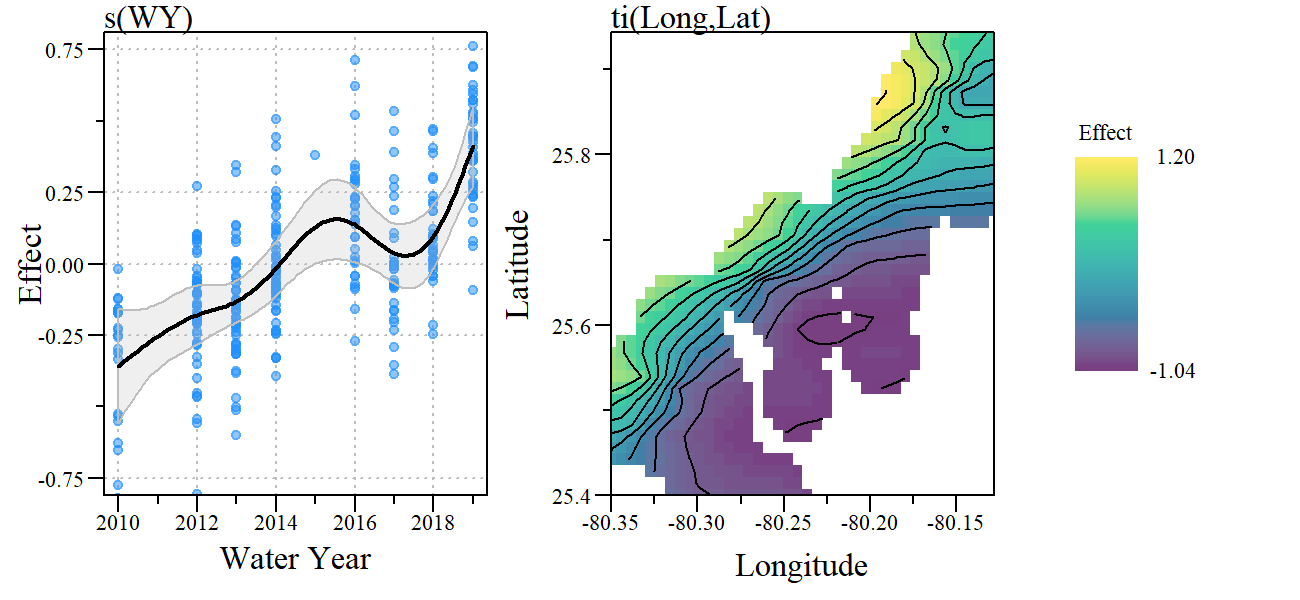 s(WY)
0.75
0.25
0.00
-0.25
-0.75
Effect
2010 2012 2014 2016 2018
Water Year
ti(Long,Lat)
25.8
25.6
25.4
Latitude
-80.35 -80.30 -80.25 -80.20 -80.15
Longitude
Effect
1.20
-1.04